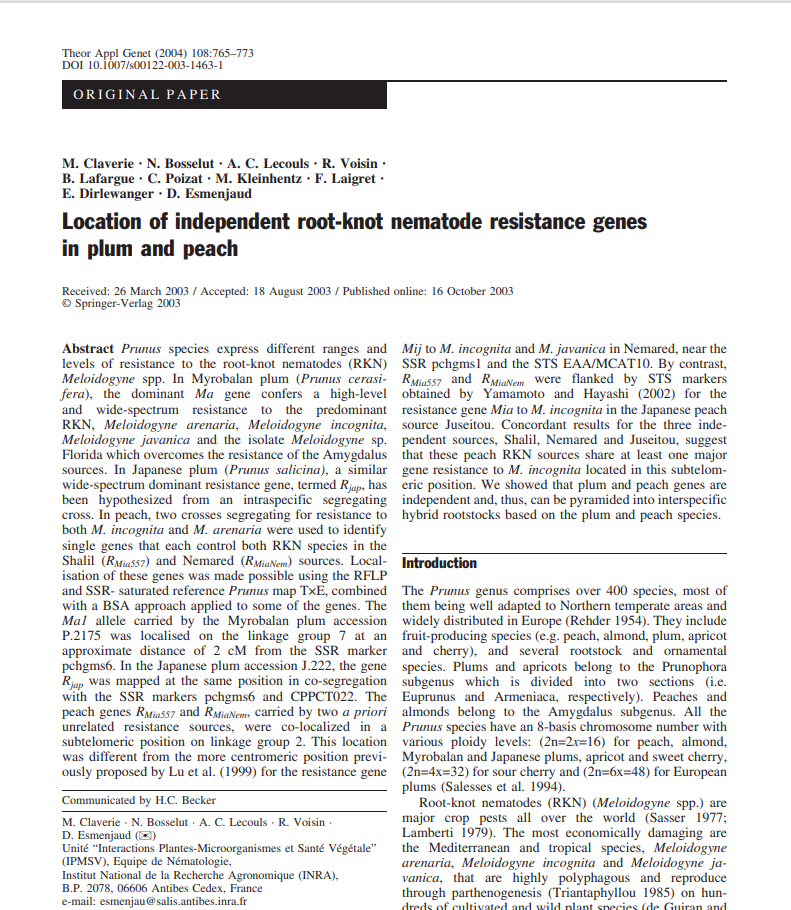 Theor Appl Genet (2004) 108:765–773
DOI 10.1007/s00122-003-1463-1
ORIGINAL PAPER
M. Claverie · N. Bosselut · A. C. Lecouls · R. Voisin ·
B. Lafargue · C. Poizat · M. Kleinhentz · F. Laigret ·
E. Dirlewanger · D. Esmenjaud
Location of independent root-knot nematode resistance genes
in plum and peach
Received: 26 March 2003 / Accepted: 18 August 2003 / Published online: 16 October 2003
© Springer-Verlag 2003
Abstract Prunus species express different ranges and
levels of resistance to the root-knot nematodes (RKN)
Meloidogyne spp. In Myrobalan plum (Prunus cerasi-
fera), the dominant Ma gene confers a high-level
and wide-spectrum resistance to the predominant
RKN, Meloidogyne arenaria, Meloidogyne incognita,
Meloidogyne javanica and the isolate Meloidogyne sp.
Florida which overcomes the resistance of the Amygdalus
sources. In Japanese plum (Prunus salicina), a similar
wide-spectrum dominant resistance gene, termed Rjap, has
been hypothesized from an intraspecific segregating
cross. In peach, two crosses segregating for resistance to
both M. incognita and M. arenaria were used to identify
single genes that each control both RKN species in the
Shalil (RMia557) and Nemared (RMiaNem) sources. Local-
isation of these genes was made possible using the RFLP
and SSR- saturated reference Prunus map T×E, combined
with a BSA approach applied to some of the genes. The
Ma1 allele carried by the Myrobalan plum accession
P.2175 was localised on the linkage group 7 at an
approximate distance of 2 cM from the SSR marker
pchgms6. In the Japanese plum accession J.222, the gene
Rjap was mapped at the same position in co-segregation
with the SSR markers pchgms6 and CPPCT022. The
peach genes RMia557 and RMiaNem, carried by two a priori
unrelated resistance sources, were co-localized in a
subtelomeric position on linkage group 2. This location
was different from the more centromeric position previ-
ously proposed by Lu et al. (1999) for the resistance gene
Communicated by H.C. Becker
M. Claverie · N. Bosselut · A. C. Lecouls · R. Voisin ·
D. Esmenjaud (✉)
Unité “Interactions Plantes-Microorganismes et Santé Végétale”
(IPMSV), Equipe de Nématologie,
Institut National de la Recherche Agronomique (INRA),
B.P. 2078, 06606 Antibes Cedex, France
e-mail: esmenjau@salis.antibes.inra.fr
Mij to M. incognita and M. javanica in Nemared, near the
SSR pchgms1 and the STS EAA/MCAT10. By contrast,
RMia557 and RMiaNem were flanked by STS markers
obtained by Yamamoto and Hayashi (2002) for the
resistance gene Mia to M. incognita in the Japanese peach
source Juseitou. Concordant results for the three inde-
pendent sources, Shalil, Nemared and Juseitou, suggest
that these peach RKN sources share at least one major
gene resistance to M. incognita located in this subtelom-
eric position. We showed that plum and peach genes are
independent and, thus, can be pyramided into interspecific
hybrid rootstocks based on the plum and peach species.
Introduction
The Prunus genus comprises over 400 species, most of
them being well adapted to Northern temperate areas and
widely distributed in Europe (Rehder 1954). They include
fruit-producing species (e.g. peach, almond, plum, apricot
and cherry), and several rootstock and ornamental
species. Plums and apricots belong to the Prunophora
subgenus which is divided into two sections (i.e.
Euprunus and Armeniaca, respectively). Peaches and
almonds belong to the Amygdalus subgenus. All the
Prunus species have an 8-basis chromosome number with
various ploidy levels: (2n=2x=16) for peach, almond,
Myrobalan and Japanese plums, apricot and sweet cherry,
(2n=4x=32) for sour cherry and (2n=6x=48) for European
plums (Salesses et al. 1994).
Root-knot nematodes (RKN) (Meloidogyne spp.) are
major crop pests all over the world (Sasser 1977;
Lamberti 1979). The most economically damaging are
the Mediterranean and tropical species, Meloidogyne
arenaria, Meloidogyne incognita and Meloidogyne ja-
vanica, that are highly polyphagous and reproduce
through parthenogenesis (Triantaphyllou 1985) on hun-
dreds of cultivated and wild plant species (de Guiran and